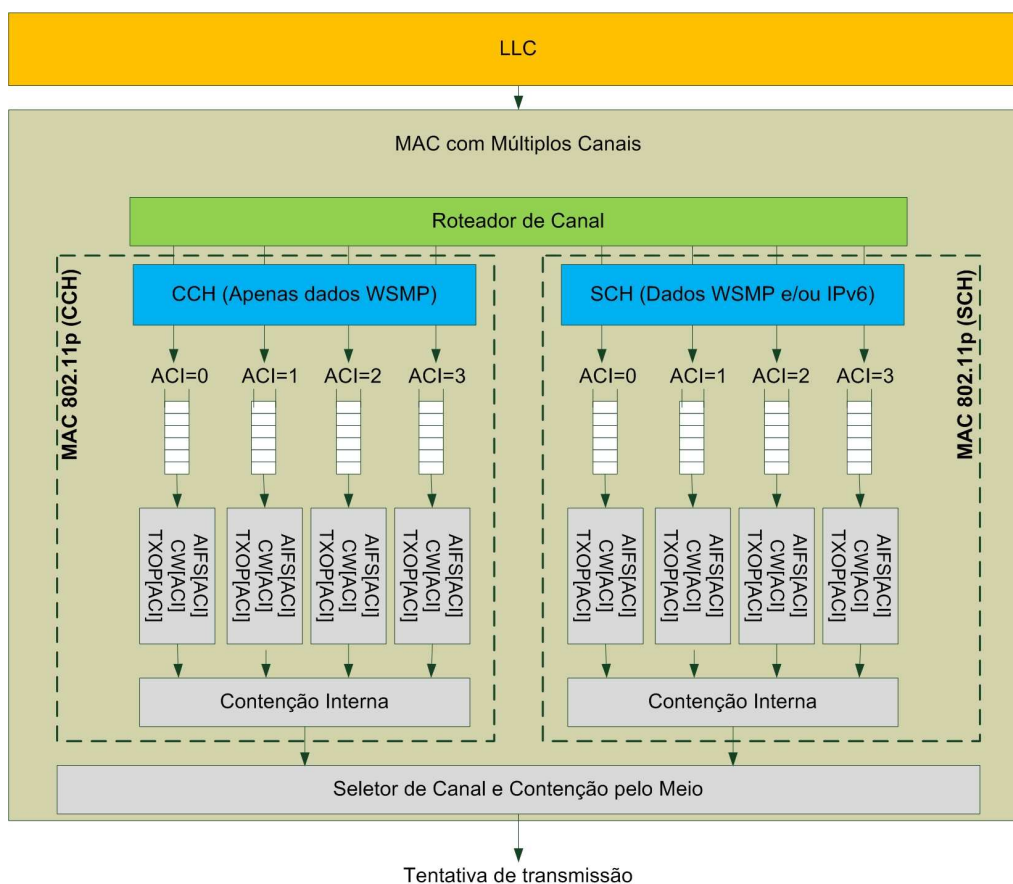 LLC
MAC com Múltiplos Canais
Roteador de Canal
MAC 802.11p (CCH)
CCH (Apenas dados WSMP)
ACI=0
ACI=1
ACI=2
ACI=3
AIFS[ACI]
CW[ACI]
TXOP[ACI]
AIFS[ACI]
CW[ACI]
TXOP[ACI]
AIFS[ACI]
CW[ACI]
TXOP[ACI]
AIFS[ACI]
CW[ACI]
TXOP[ACI]
Contenção Interna
SCH (Dados WSMP e/ou IPv6)
MAC 802.11p (SCH)
ACI=0
ACI=1
ACI=2
ACI=3
AIFS[ACI]
CW[ACI]
TXOP[ACI]
AIFS[ACI]
CW[ACI]
TXOP[ACI]
AIFS[ACI]
CW[ACI]
TXOP[ACI]
AIFS[ACI]
CW[ACI]
TXOP[ACI]
Contenção Interna
Seletor de Canal e Contenção pelo Meio
Tentativa de transmissão